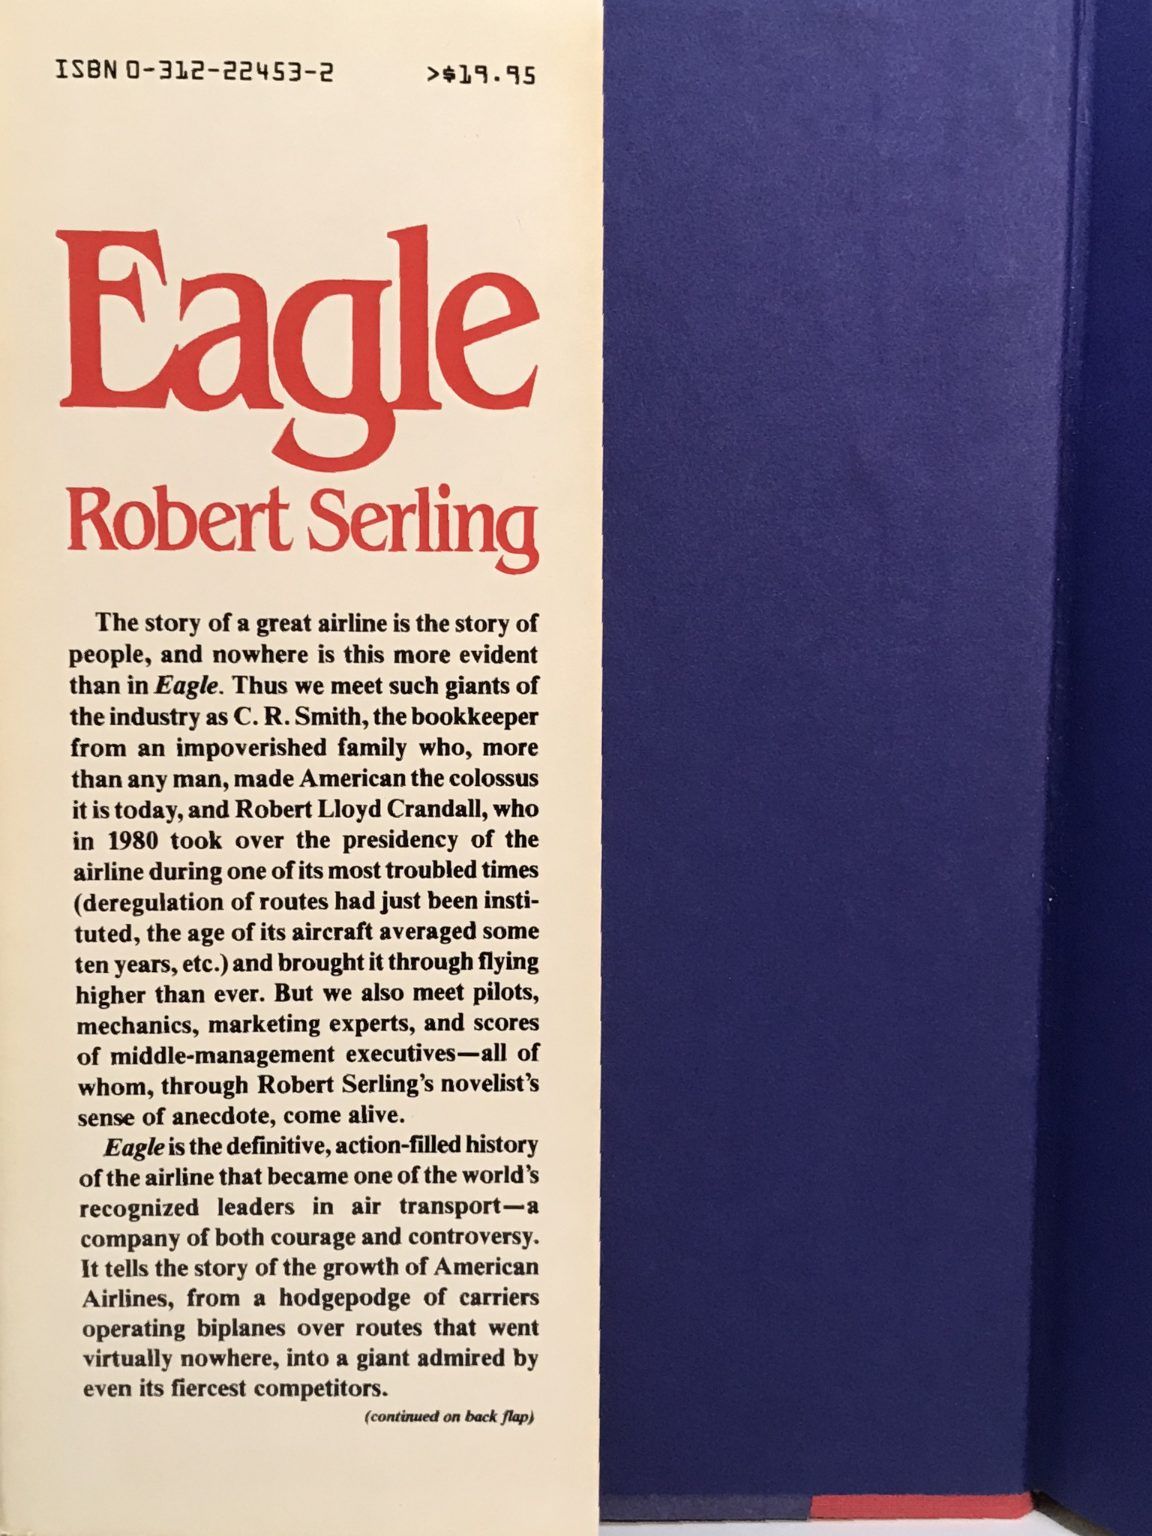 ISBN 0-312-22453-2 >$19.95
Eagle
Robert Serling
The story of a great airline is the story of
people, and nowhere is this more evident
than in Eagle. Thus we meet such giants of
the industry as C. R. Smith, the bookkeeper
from an impoverished family who, more
than any man, made American the colossus
it is today, and Robert Lloyd Crandall, who
in 1980 took over the presidency of the
airline during one of its most troubled times
(deregulation of routes had just been insti-
tuted, the age of its aircraft averaged some
ten years, etc.) and brought it through flying
higher than ever. But we also meet pilots,
mechanics, marketing experts, and scores
of middle-management executives—all of
whom, through Robert Serling's novelist's
sense of anecdote, come alive.
Eagle is the definitive, action-filled history
of the airline that became one of the world's
recognized leaders in air transport—a
company of both courage and controversy.
It tells the story of the growth of American
Airlines, from a hodgepodge of carriers
operating biplanes over routes that went
virtually nowhere, into a giant admired by
even its fiercest competitors.
(continued on back flap)